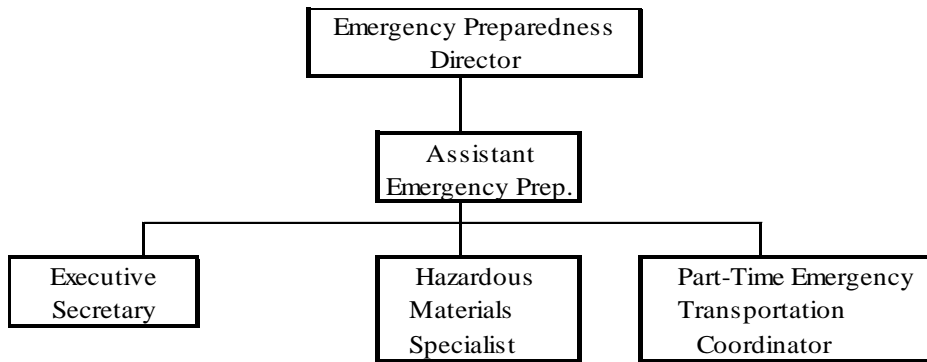 Emergency Preparedness
Director
Assistant
Emergency Prep.
Executive
Secretary
Hazardous
Materials
Specialist
Part-Time Emergency
Transportation
Coordinator